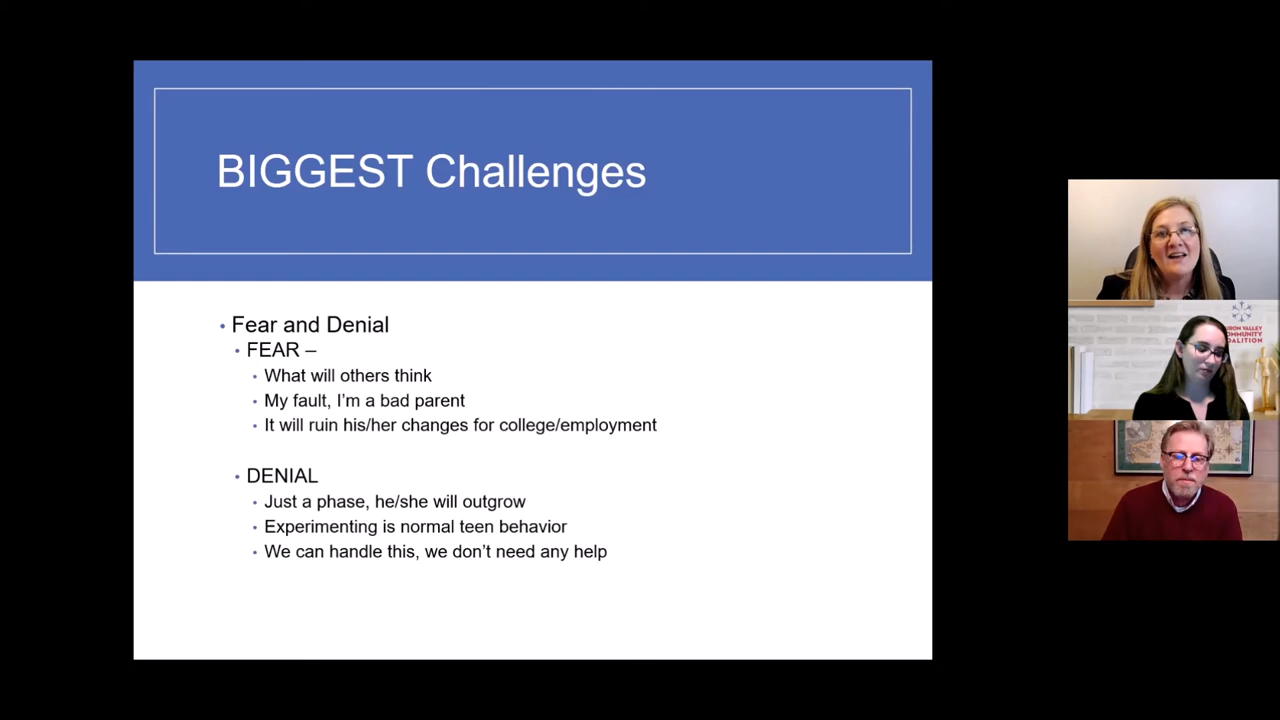 BIGGEST Challenges
• Fear and Denial
• FEAR –
• What will others think
• My fault, I’m a bad parent
• It will ruin his/her changes for college/employment
• DENIAL
• Just a phase, he/she will outgrow
• Experimenting is normal teen behavior
• We can handle this, we don’t need any help
COMMUNITY